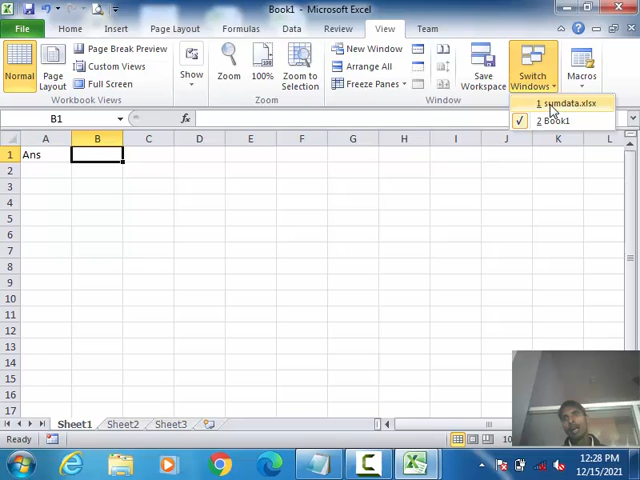 Book1 - Microsoft Excel
File Home Insert Page Layout Formulas Data Review View Team
Normal
Page Layout
Page Break Preview
Custom Views
Full Screen
Workbook Views
Show
Zoom
100%
Zoom to Selection
Zoom
New Window
Arrange All
Freeze Panes
Save Workspace
Switch Windows
Window
Macros
Macros
1 sumdata.xlsx
2 Book1
B1
fx
A B C D E F G H I J K L
1 Ans
2
3
4
5
6
7
8
9
10
11
12
13
14
15
16
17
Sheet1 Sheet2 Sheet3
Ready
12:28 PM
12/15/2021